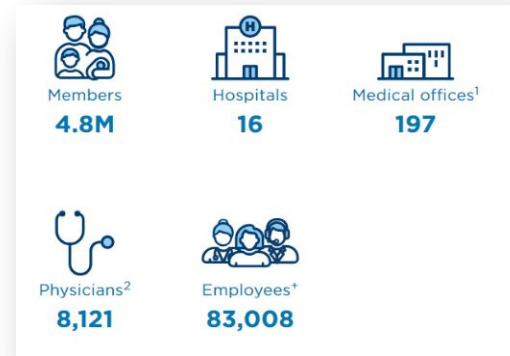 H
Members
Hospitals
Medical offices¹
4.8M
16
197
Physicians²
Employees⁺
8,121
83,008